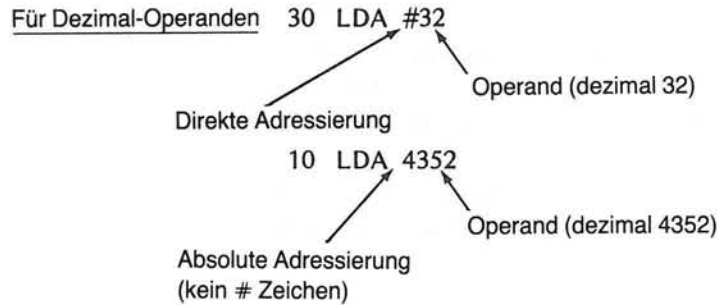 Für Dezimal-Operanden 30 LDA #32
Operand (dezimal 32)
Direkte Adressierung
10 LDA 4352
Operand (dezimal 4352)
Absolute Adressierung
(kein # Zeichen)